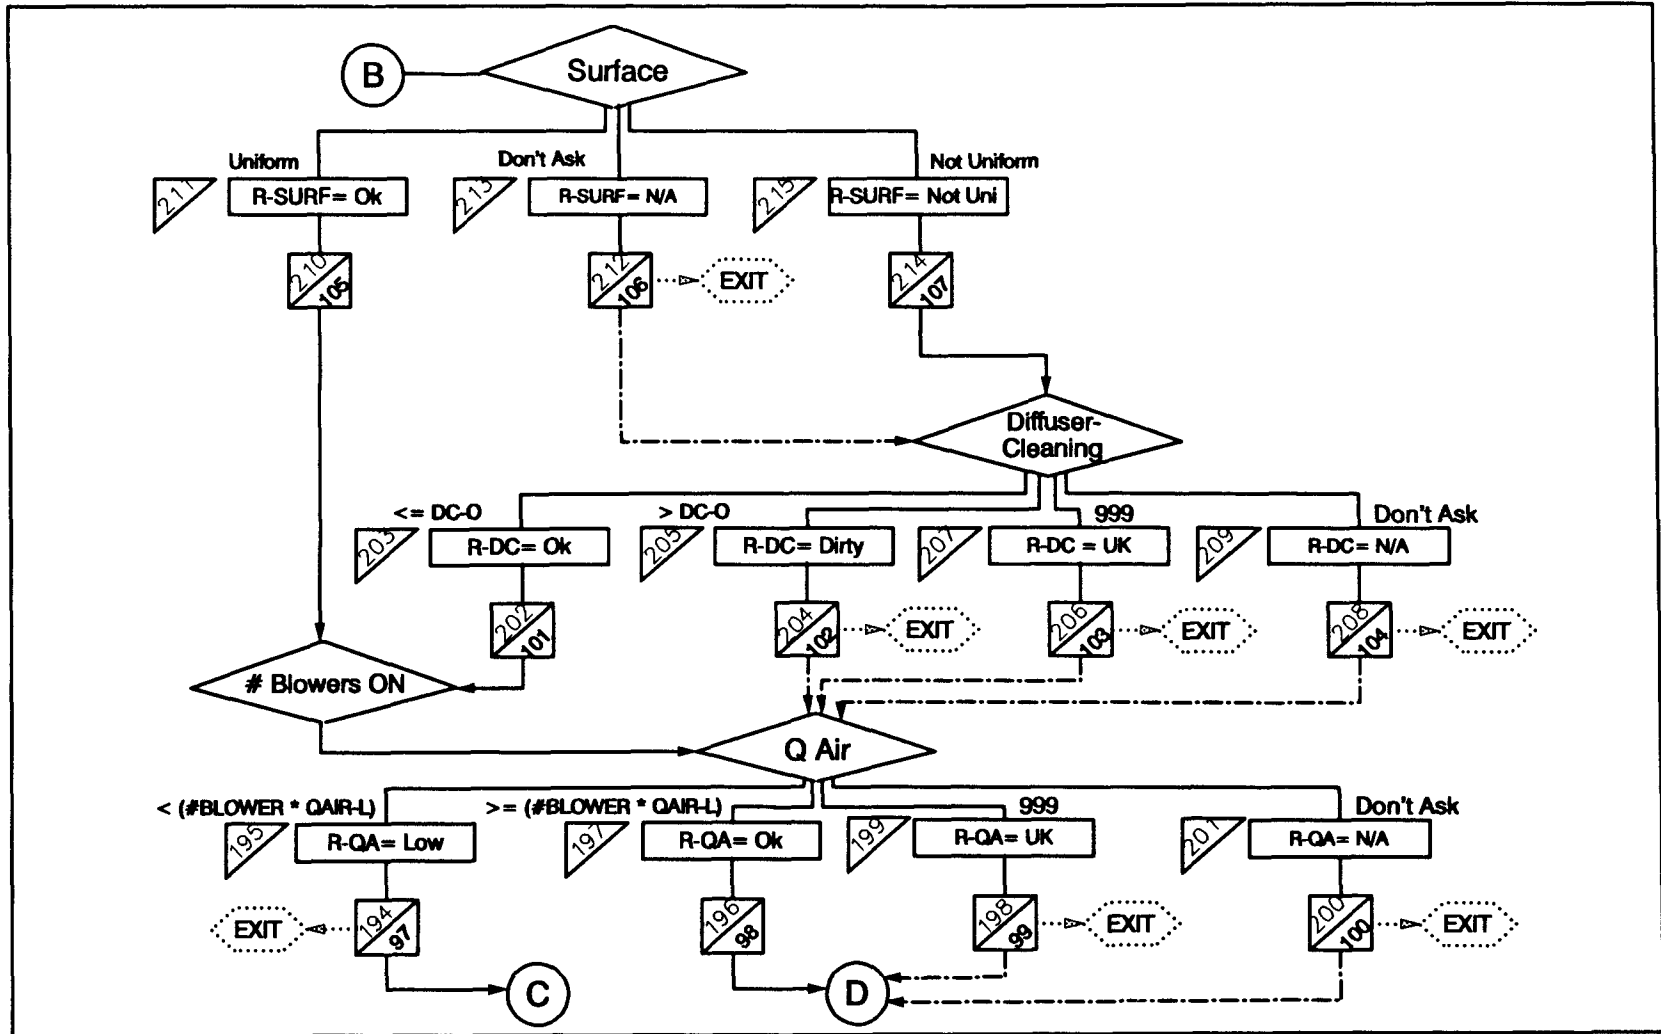 B
Surface
Uniform
Don't Ask
Not Uniform
211
R-SURF= Ok
213
R-SURF= N/A
215
R-SURF= Not Uni
210
105
212
106
EXIT
214
107
Diffuser-
Cleaning
<= DC-O
> DC-O
999
Don't Ask
203
R-DC= Ok
205
R-DC= Dirty
207
R-DC = UK
209
R-DC= N/A
202
101
204
102
EXIT
206
103
EXIT
208
104
EXIT
# Blowers ON
Q Air
< (#BLOWER * QAIR-L)
>= (#BLOWER * QAIR-L)
999
Don't Ask
195
R-QA= Low
197
R-QA= Ok
199
R-QA= UK
201
R-QA= N/A
EXIT
194
97
196
98
198
99
EXIT
200
100
EXIT
C
D